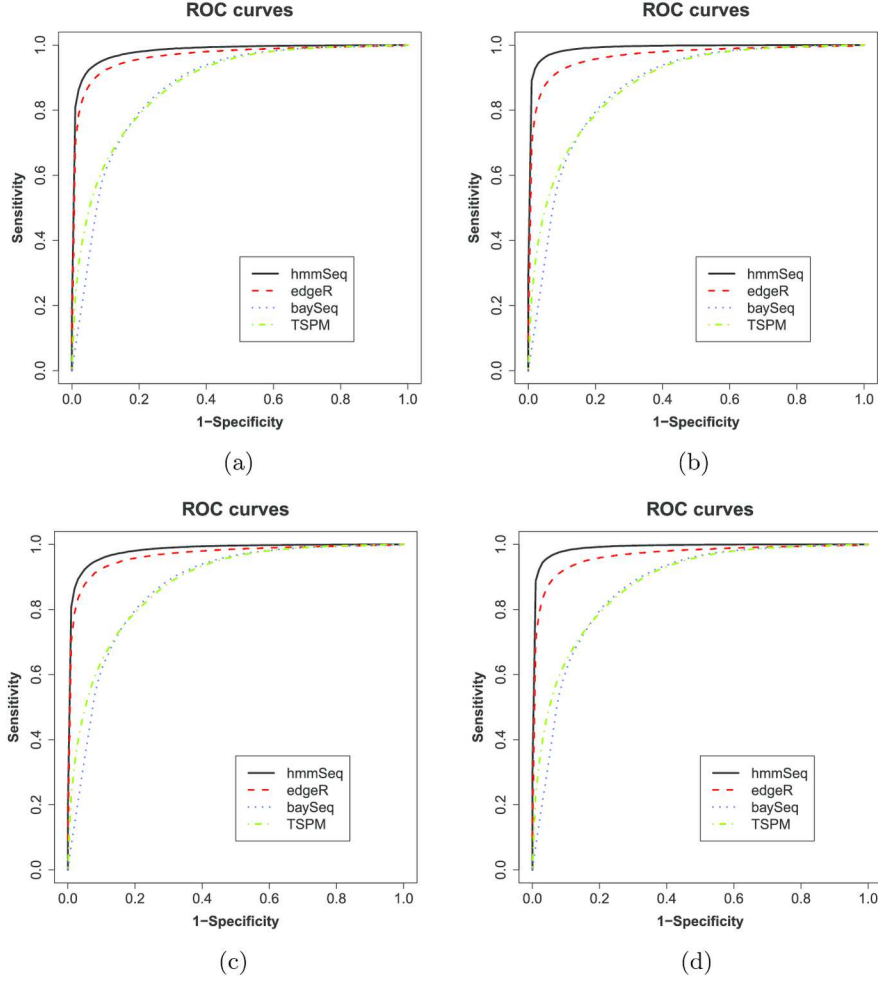 ROC curves
Sensitivity
1.0
0.8
0.6
0.4
0.2
0.0
hmmSeq
edgeR
baySeq
TSPM
0.0 0.2 0.4 0.6 0.8 1.0
1−Specificity
(a)
ROC curves
Sensitivity
1.0
0.8
0.6
0.4
0.2
0.0
hmmSeq
edgeR
baySeq
TSPM
0.0 0.2 0.4 0.6 0.8 1.0
1−Specificity
(b)
ROC curves
Sensitivity
1.0
0.8
0.6
0.4
0.2
0.0
hmmSeq
edgeR
baySeq
TSPM
0.0 0.2 0.4 0.6 0.8 1.0
1−Specificity
(c)
ROC curves
Sensitivity
1.0
0.8
0.6
0.4
0.2
0.0
hmmSeq
edgeR
baySeq
TSPM
0.0 0.2 0.4 0.6 0.8 1.0
1−Specificity
(d)